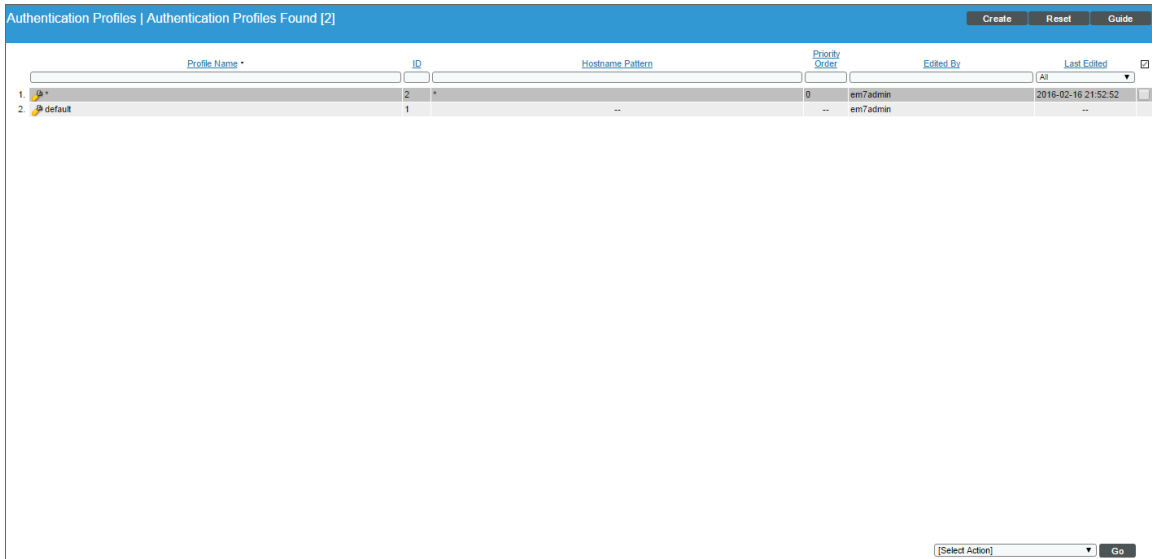 Authentication Profiles | Authentication Profiles Found [2] Create Reset Guide
Profile Name • ID Hostname Pattern Priority Order Edited By Last Edited
All
1. * 2 * 0 em7admin 2016-02-16 21:52:52
2. default 1 -- -- em7admin --
[Select Action] Go